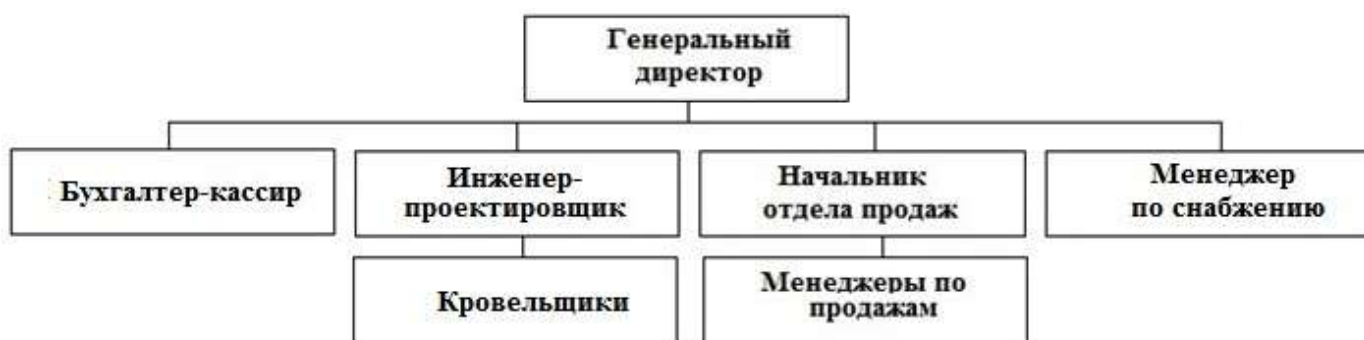 Генеральный
директор
Бухгалтер-кассир
Инженер-
проектировщик
Начальник
отдела продаж
Менеджер
по снабжению
Кровельщики
Менеджеры по
продажам